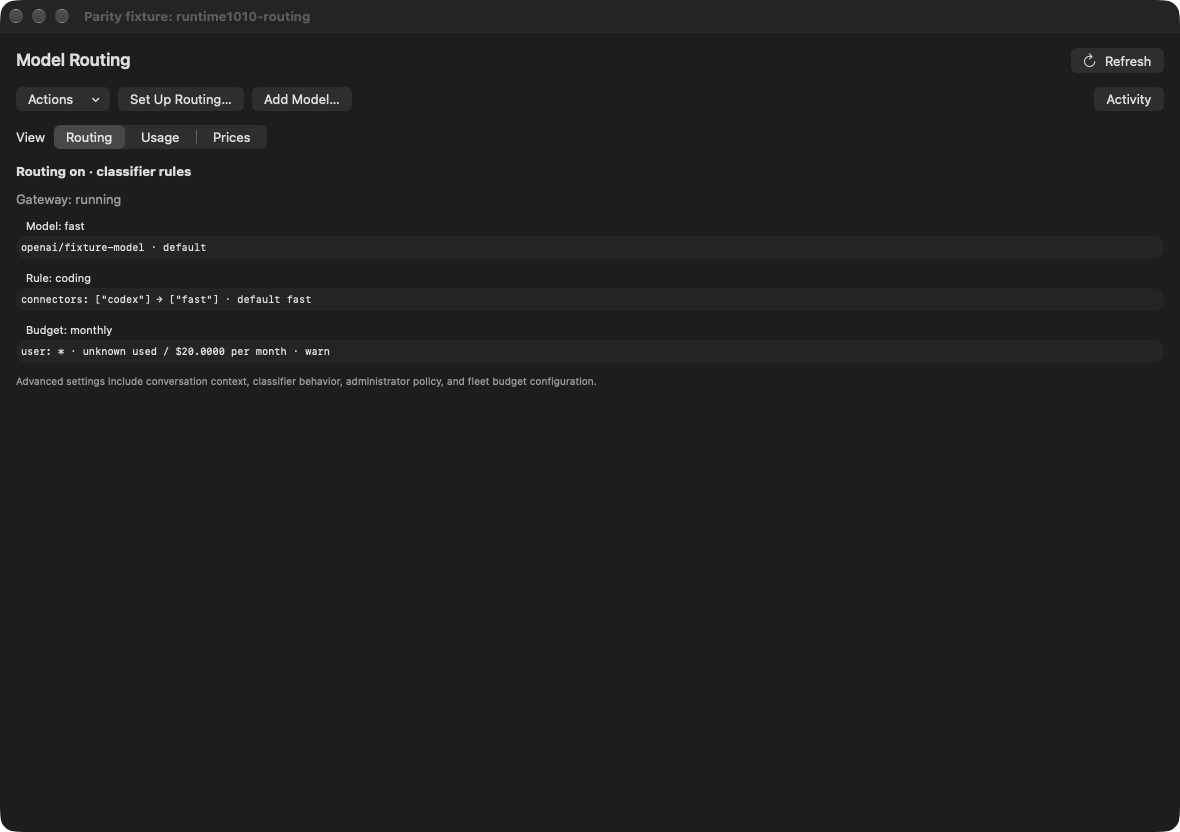 Parity fixture: runtime1010-routing
Model Routing
Refresh
Actions
Set Up Routing...
Add Model...
Activity
View
Routing
Usage
Prices
Routing on · classifier rules
Gateway: running
Model: fast
openai/fixture-model · default
Rule: coding
connectors: ["codex"] → ["fast"] · default fast
Budget: monthly
user: * · unknown used / $20.0000 per month · warn
Advanced settings include conversation context, classifier behavior, administrator policy, and fleet budget configuration.